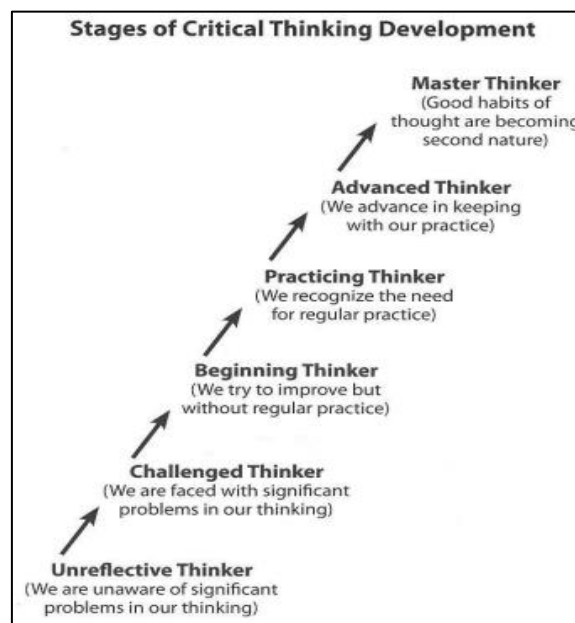 Stages of Critical Thinking Development
Master Thinker
(Good habits of
thought are becoming
second nature)
Advanced Thinker
(We advance in keeping
with our practice)
Practicing Thinker
(We recognize the need
for regular practice)
Beginning Thinker
(We try to improve but
without regular practice)
Challenged Thinker
(We are faced with significant
problems in our thinking)
Unreflective Thinker
(We are unaware of significant
problems in our thinking)